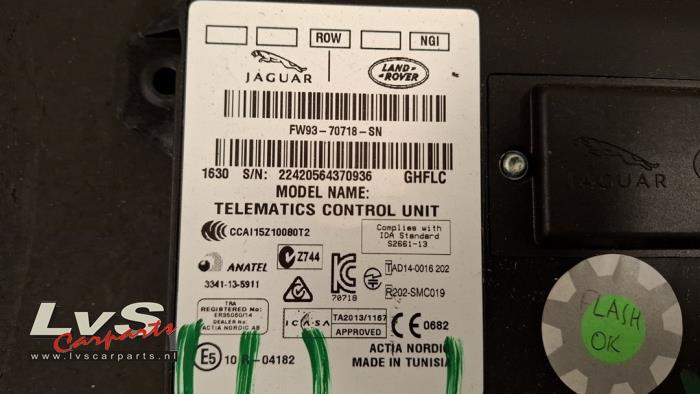 ROW NGI
JAGUAR LAND-ROVER
FW93-70718-SN
1630 S/N: 22420564370936 GHFLC
MODEL NAME:
TELEMATICS CONTROL UNIT
CCAI15Z10080T2
Complies with
IDA Standard
S2661-13
ANATEL
3341-13-5911
Z744
70718
TAD14-0016 202
R202-SMC019
TRA
REGISTERED No:
ER35060/14
DEALER No:
ACTIA NORDIC AB
ICASA
TA2013/1167
APPROVED
CE 0682
E5 10 R-04182
ACTIA NORDIC
MADE IN TUNISIA
JAGUAR
FLASH
OK
LvS
Carparts
www.lvscarparts.nl